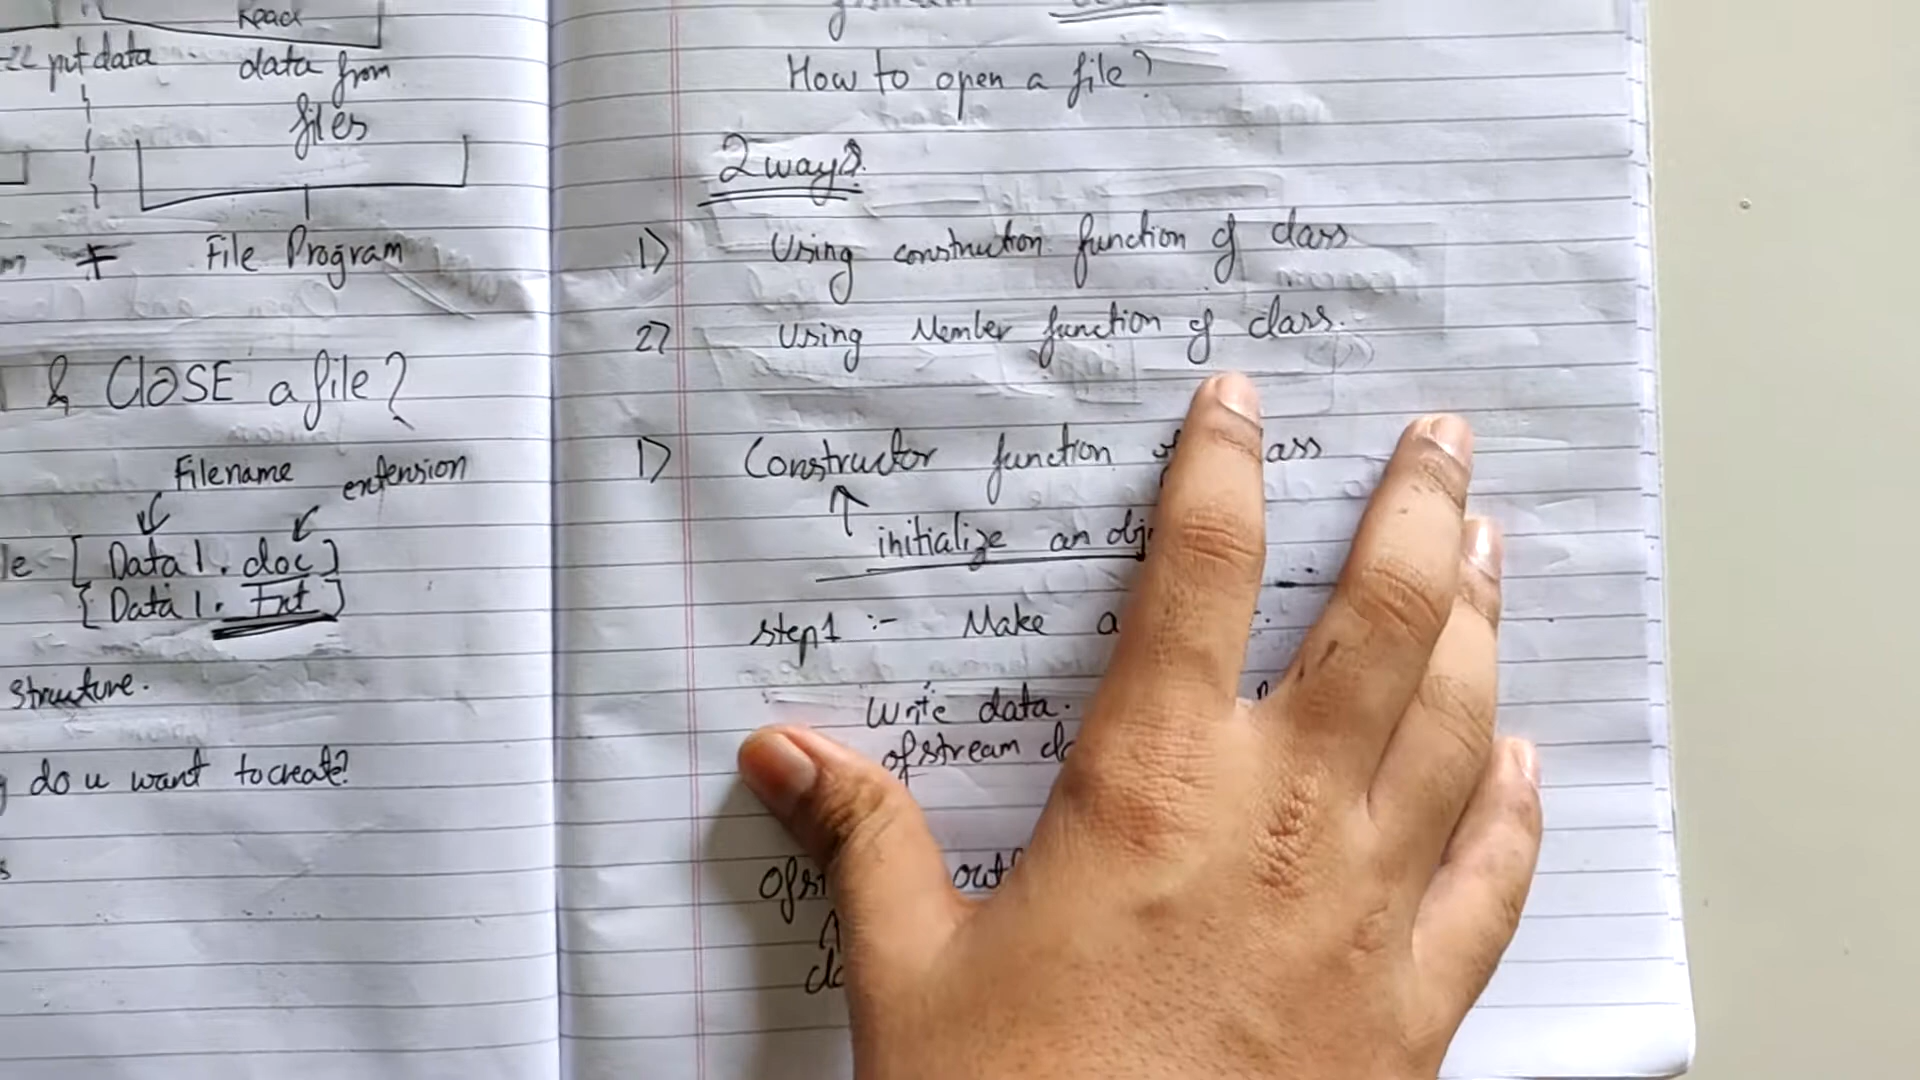 Read
put data
data from
files
File Program
& ClOSE a file?
Filename
extension
[ Data1.doc ]
[ Data1.txt ]
structure.
do u want to create?
How to open a file?
2 ways.
1) Using construction function of class
2) Using Member function of class.
1) Constructor function
initialize an
step1 :- Make a
Write data.
ofstream